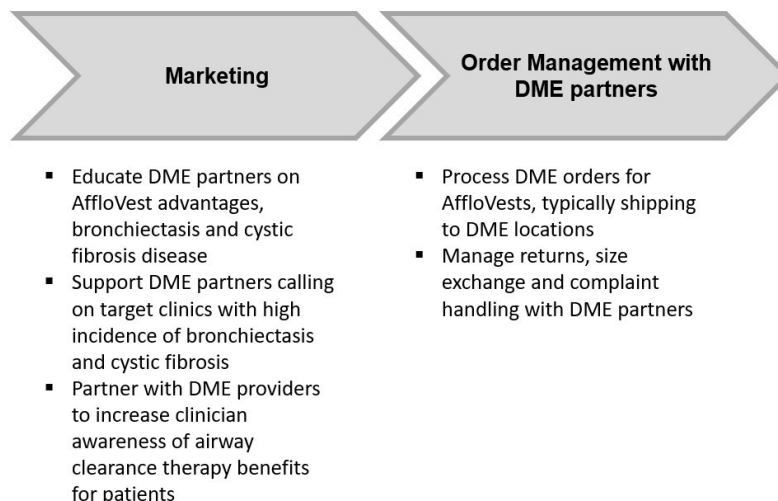 Marketing
Order Management with
DME partners
▪ Educate DME partners on
AffloVest advantages,
bronchiectasis and cystic
fibrosis disease
▪ Support DME partners calling
on target clinics with high
incidence of bronchiectasis
and cystic fibrosis
▪ Partner with DME providers
to increase clinician
awareness of airway
clearance therapy benefits
for patients
▪ Process DME orders for
AffloVests, typically shipping
to DME locations
▪ Manage returns, size
exchange and complaint
handling with DME partners